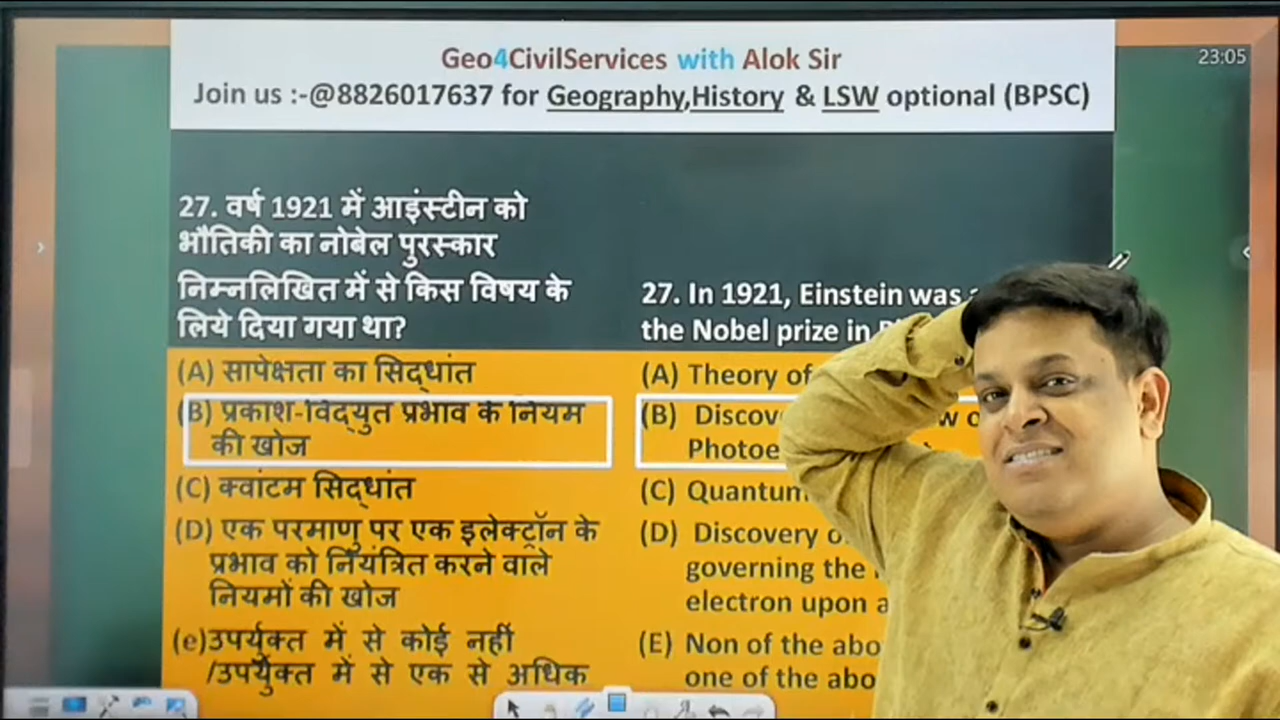 Geo4CivilServices with Alok Sir
Join us :-@8826017637 for Geography,History & LSW optional (BPSC)
23:05
27. वर्ष 1921 में आइंस्टीन को
भौतिकी का नोबेल पुरस्कार
निम्नलिखित में से किस विषय के
लिये दिया गया था?
(A) सापेक्षता का सिद्धांत
(B) प्रकाश-विद्युत प्रभाव के नियम
की खोज
(C) क्वांटम सिद्धांत
(D) एक परमाणु पर एक इलेक्ट्रॉन के
प्रभाव को नियंत्रित करने वाले
नियमों की खोज
(e)उपर्युक्त में से कोई नहीं
/उपर्युक्त में से एक से अधिक
27. In 1921, Einstein was
the Nobel prize in
(A) Theory of
(B) Discov
Photoe
(C) Quantum
(D) Discovery o
governing the
electron upon a
(E) Non of the abo
one of the abo